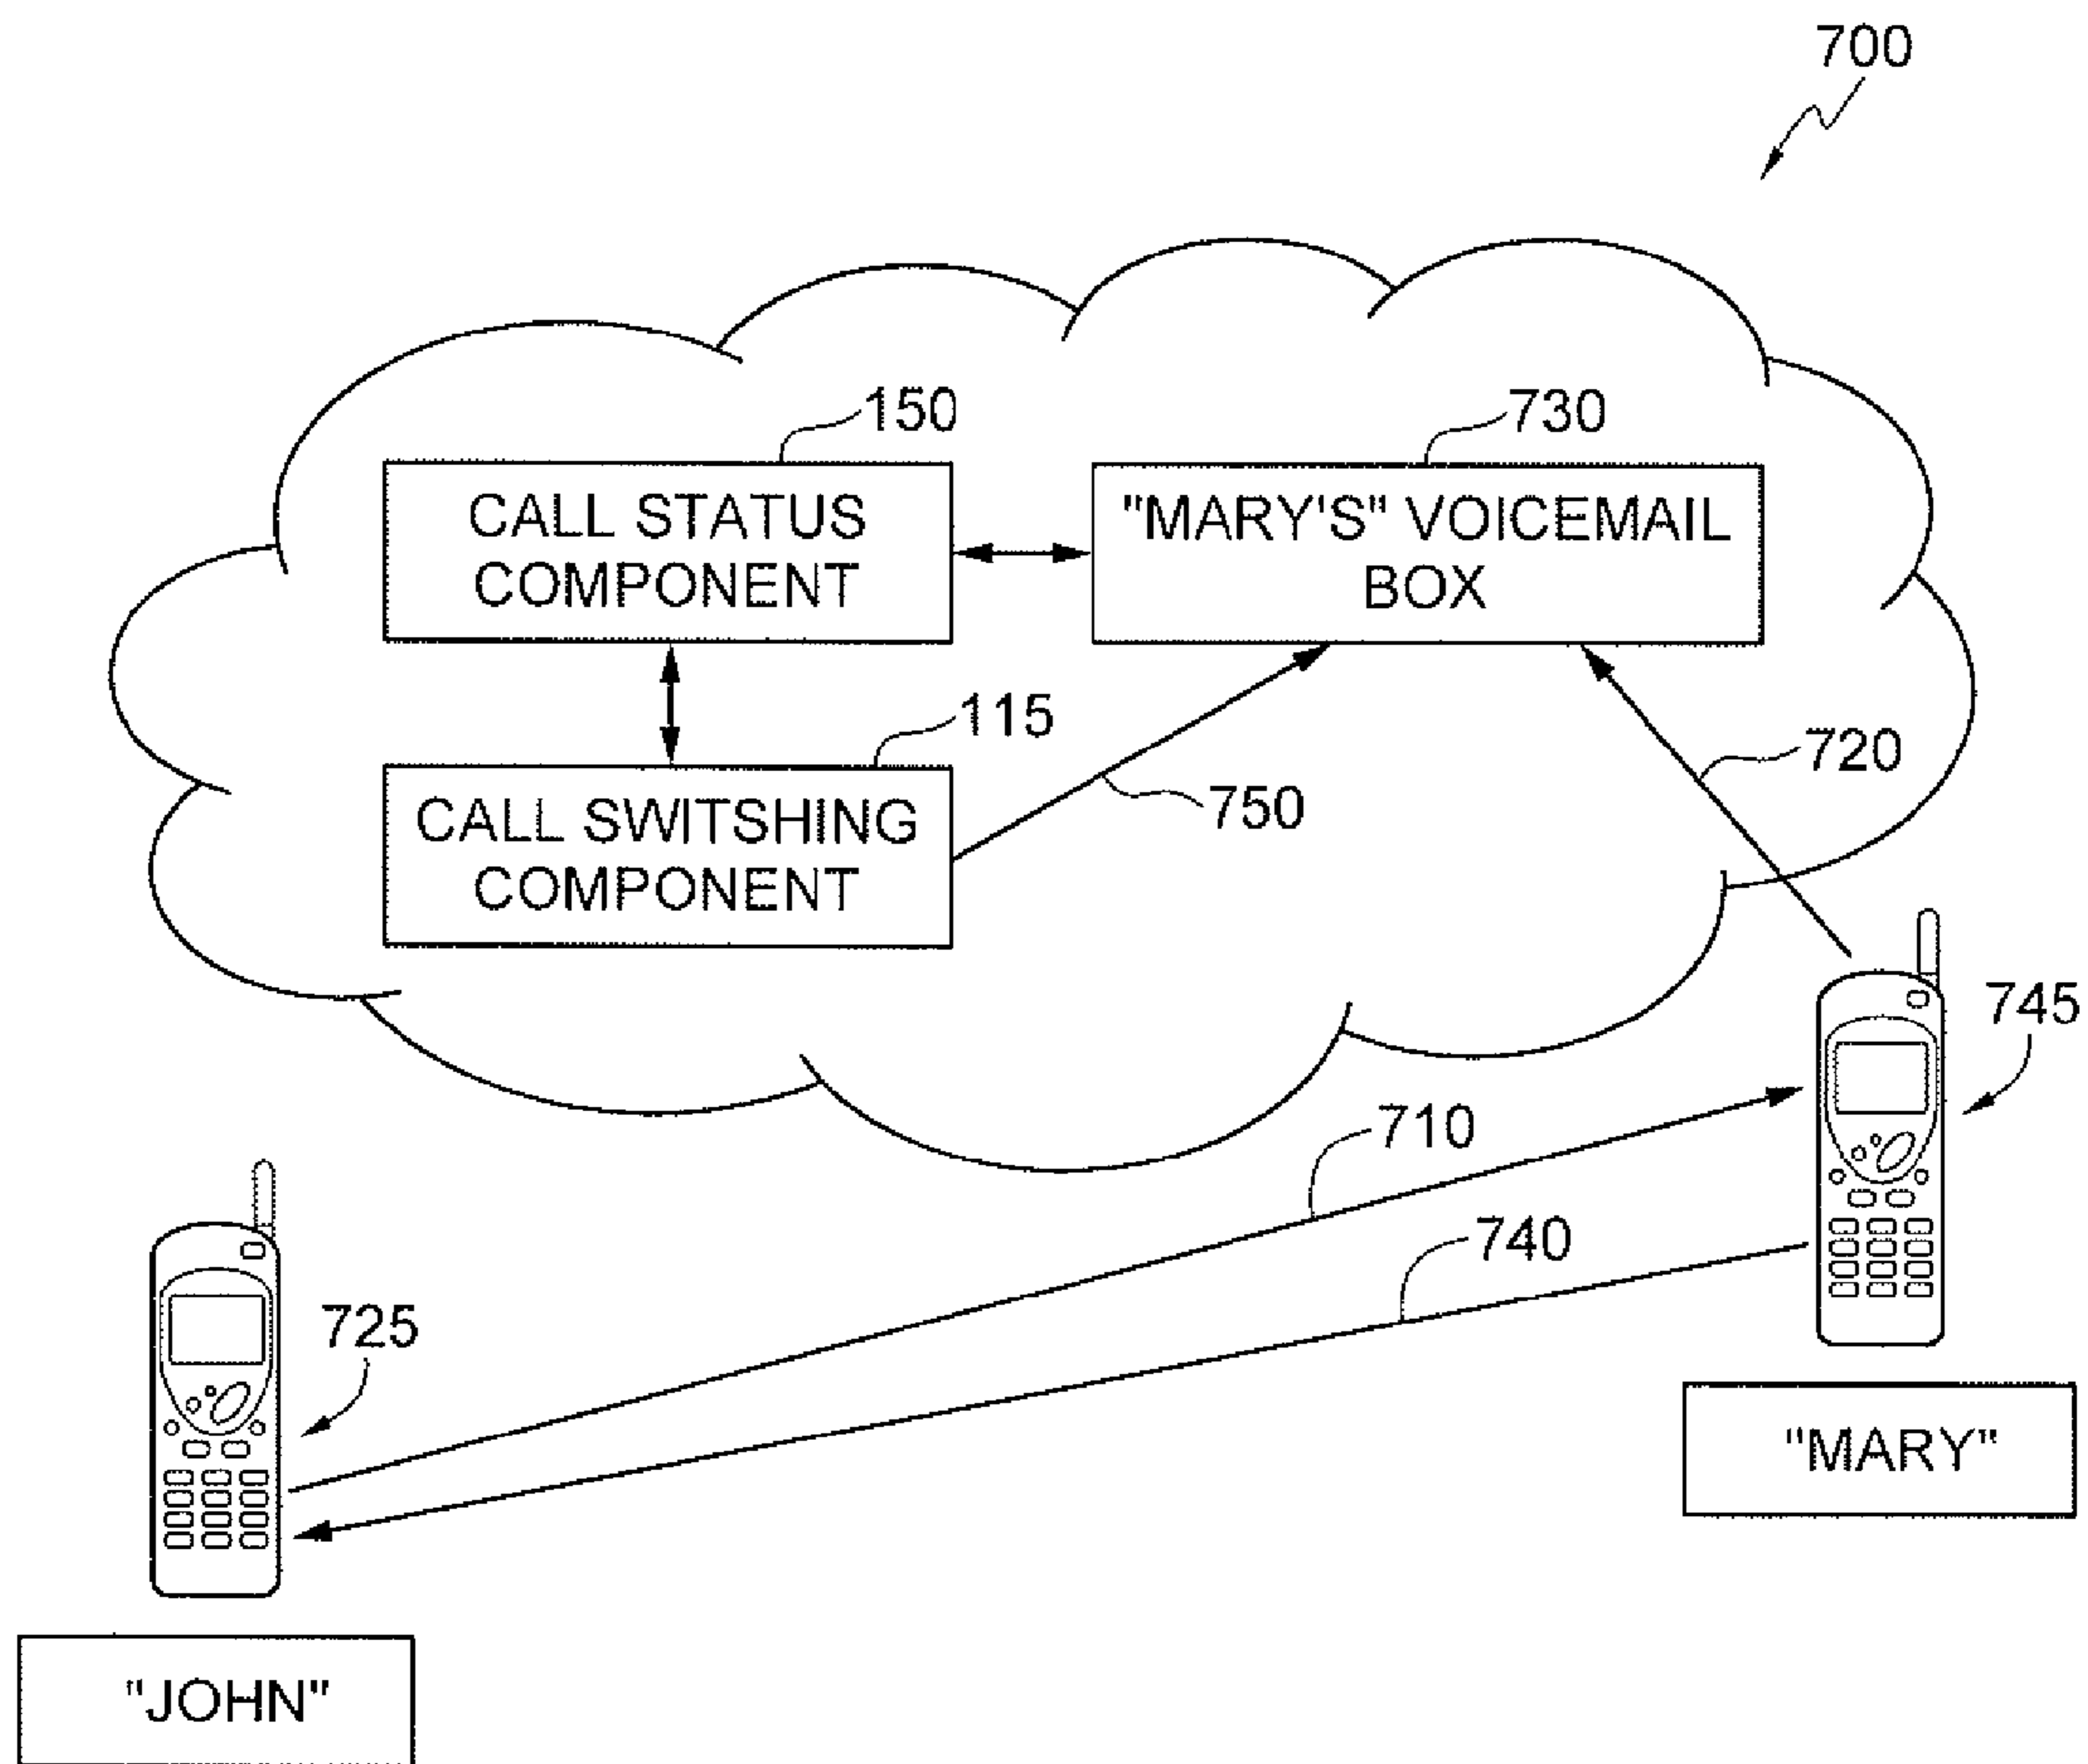 700
150
730
CALL STATUS
COMPONENT
"MARY'S" VOICEMAIL
BOX
115
720
750
CALL SWITSHING
COMPONENT
745
710
740
725
"MARY"
"JOHN"